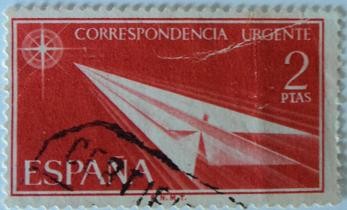 CORRESPONDENCIA URGENTE
2
PTAS
ESPAÑA